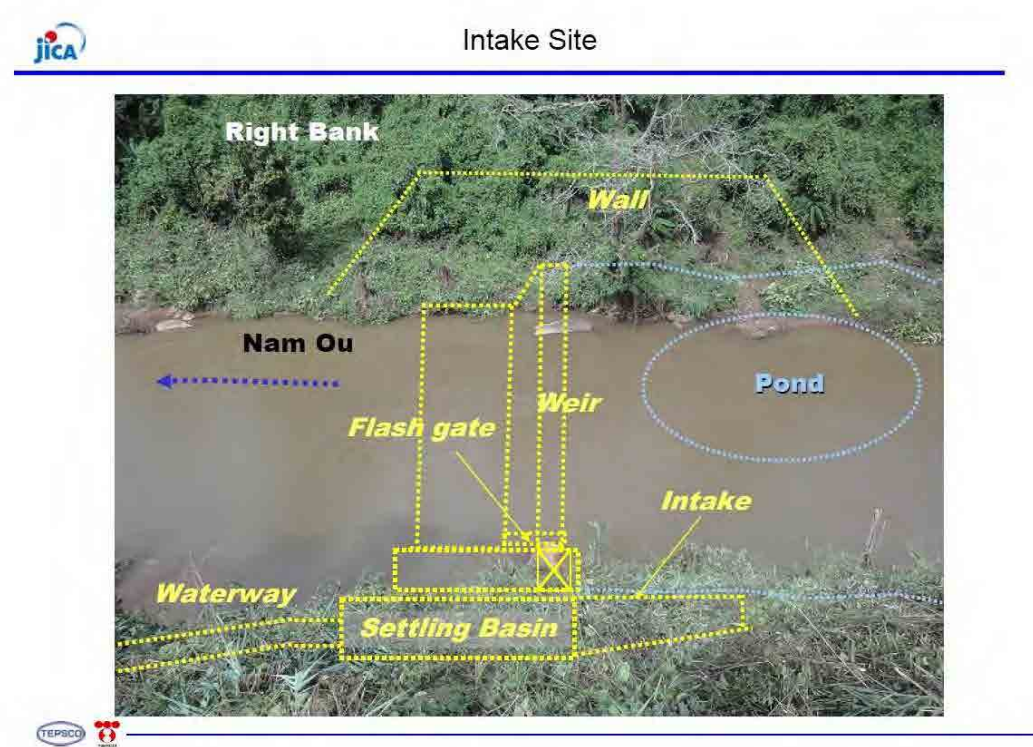 jica
Intake Site
Right Bank
Wall
Nam Ou
Pond
Weir
Flash gate
Intake
Waterway
Settling Basin
TEPSCO